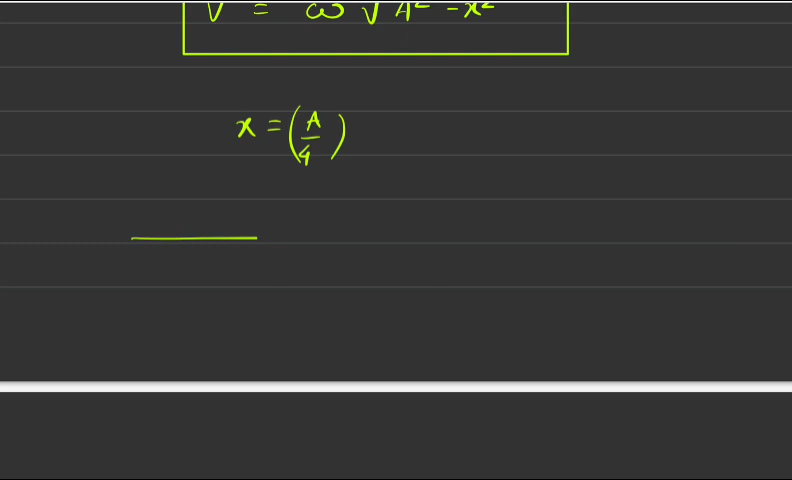 V = ω √ A² - x²
x = (A/4)